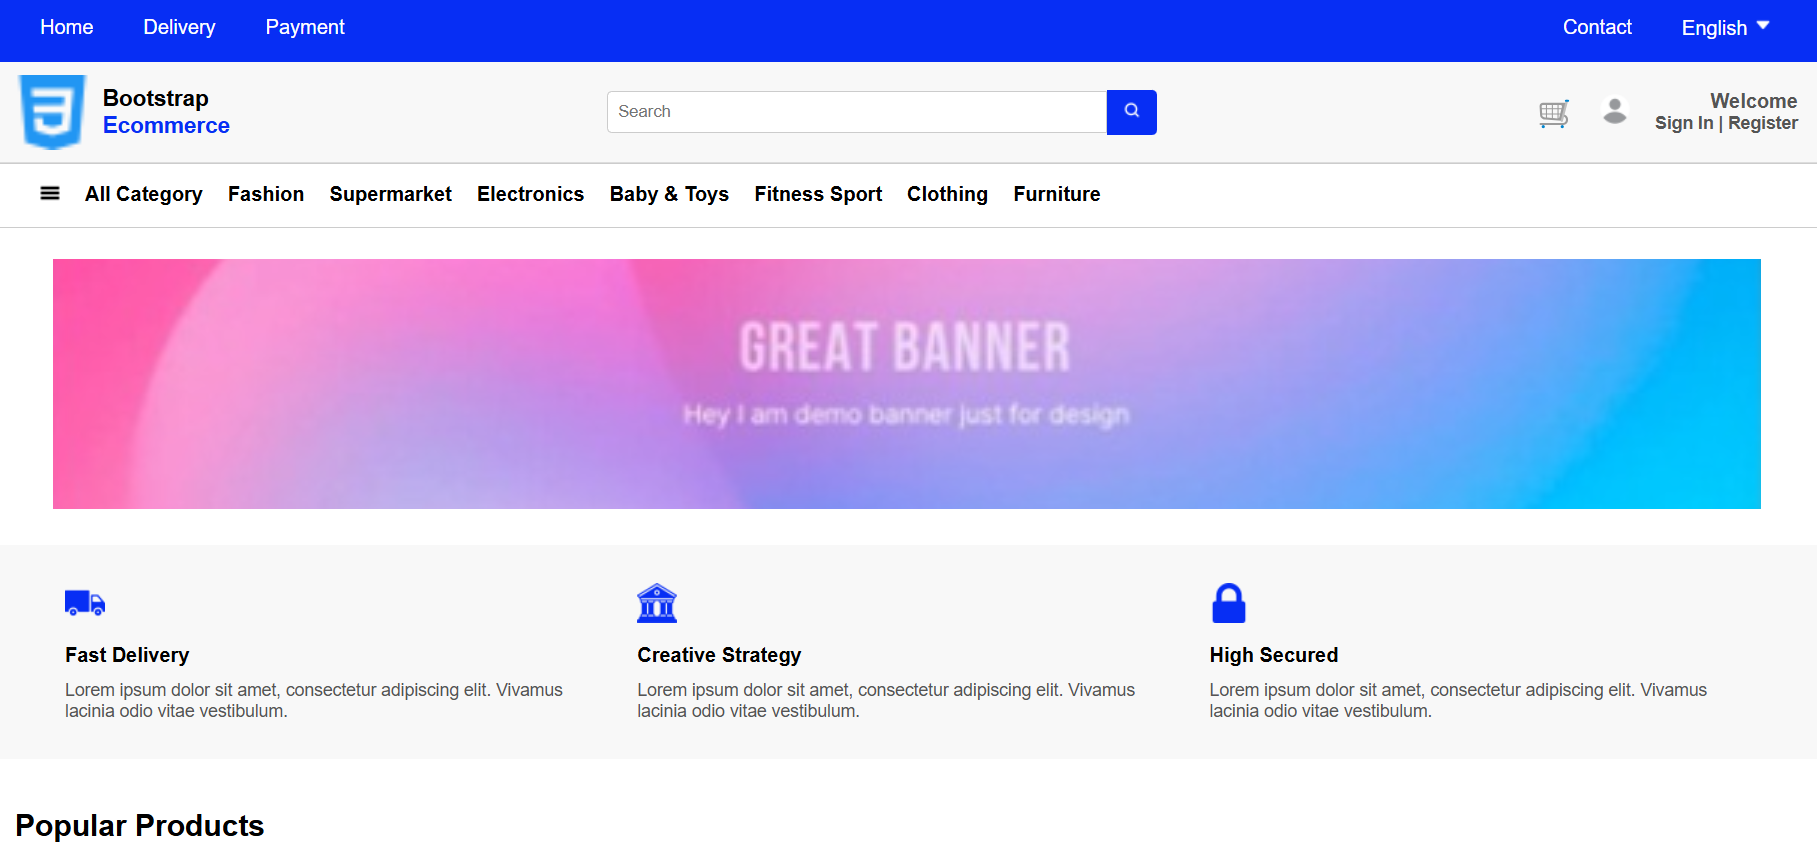 Home Delivery Payment Contact English
Bootstrap
Ecommerce
Search
Welcome
Sign In | Register
All Category Fashion Supermarket Electronics Baby & Toys Fitness Sport Clothing Furniture
GREAT BANNER
Hey I am demo banner just for design
Fast Delivery
Lorem ipsum dolor sit amet, consectetur adipiscing elit. Vivamus
lacinia odio vitae vestibulum.
Creative Strategy
Lorem ipsum dolor sit amet, consectetur adipiscing elit. Vivamus
lacinia odio vitae vestibulum.
High Secured
Lorem ipsum dolor sit amet, consectetur adipiscing elit. Vivamus
lacinia odio vitae vestibulum.
Popular Products